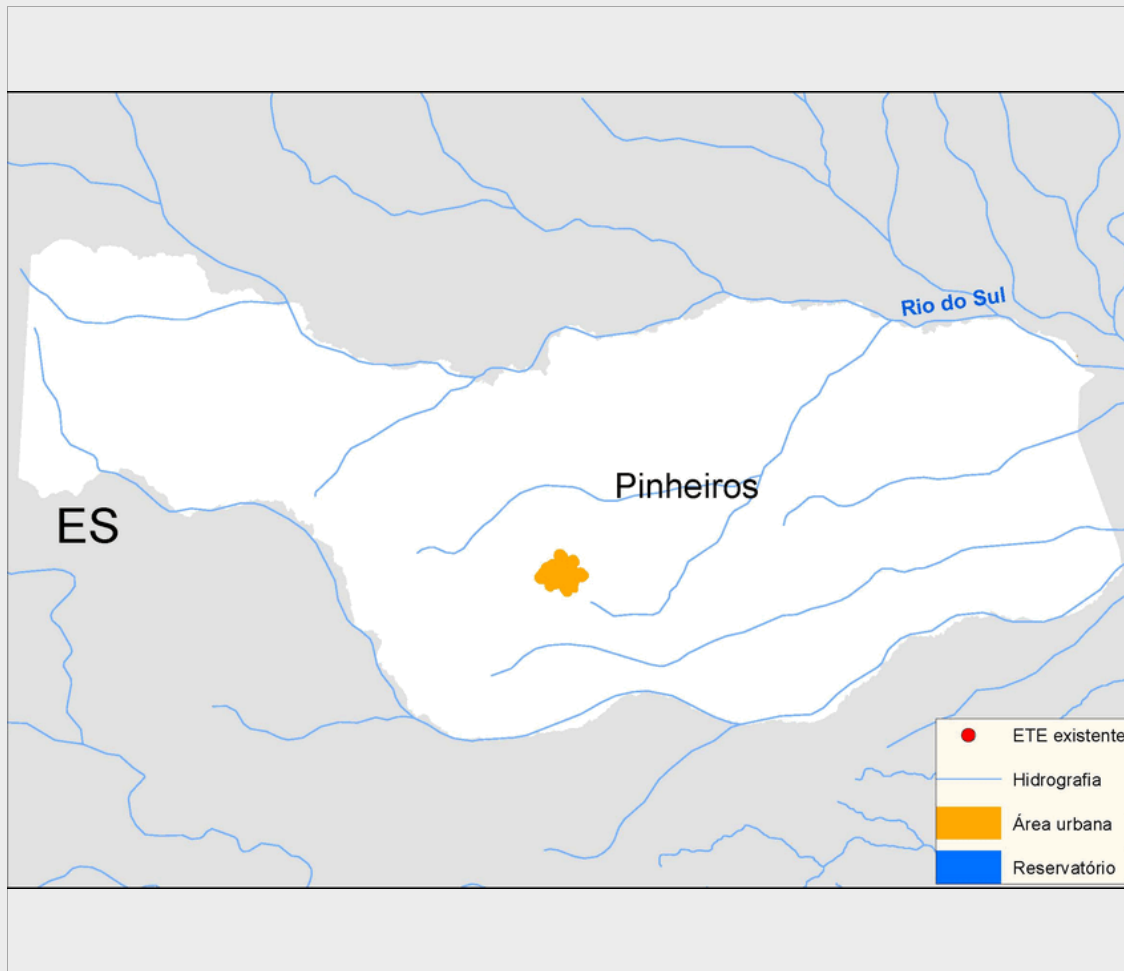 Rio do Sul
Pinheiros
ES
ETE existente
Hidrografia
Área urbana
Reservatório